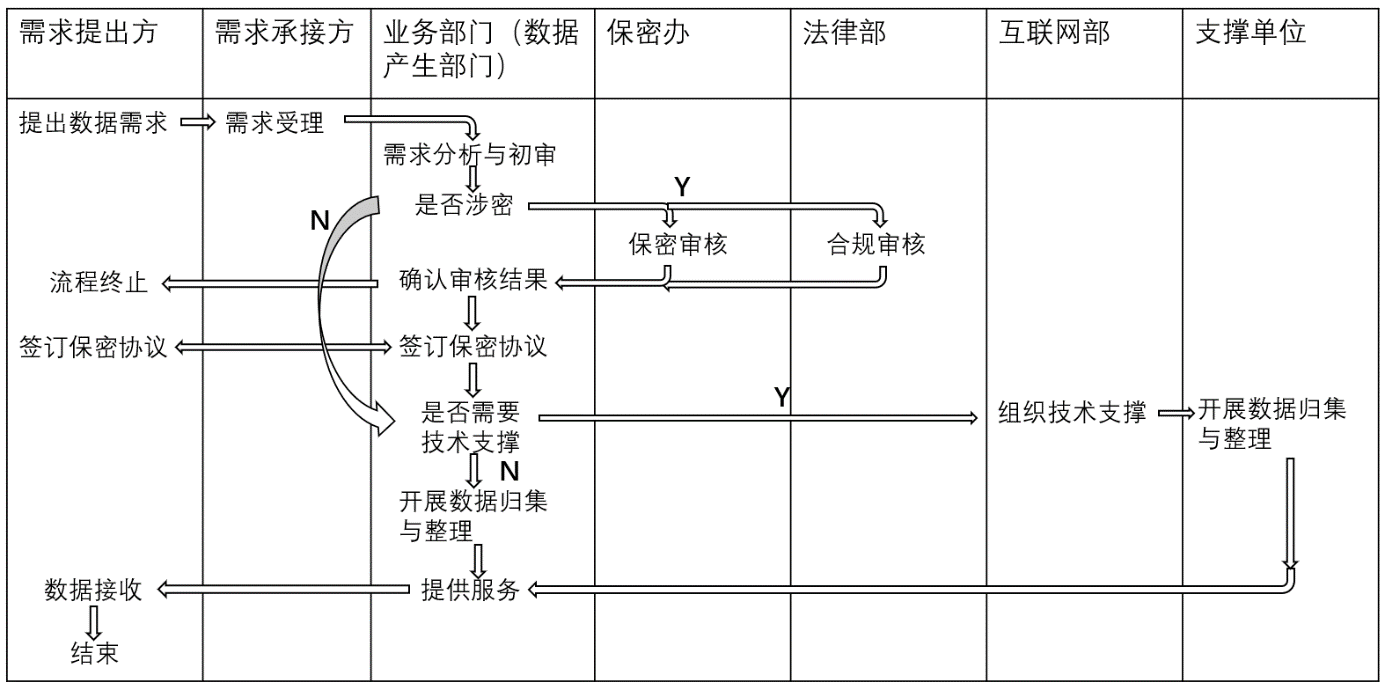 需求提出方
需求承接方
业务部门（数据
产生部门）
保密办
法律部
互联网部
支撑单位
提出数据需求
需求受理
需求分析与初审
是否涉密
Y
N
保密审核
合规审核
流程终止
确认审核结果
签订保密协议
签订保密协议
是否需要
技术支撑
Y
组织技术支撑
开展数据归集
与整理
N
开展数据归集
与整理
数据接收
提供服务
结束